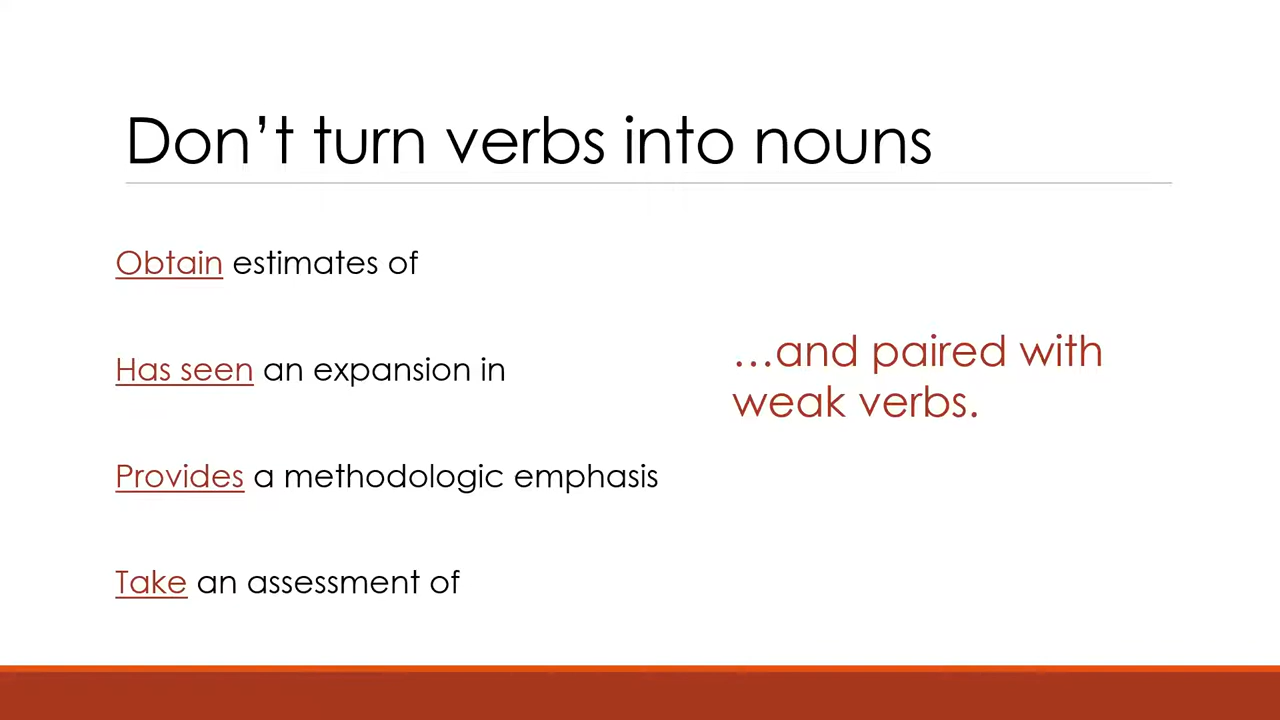 Don’t turn verbs into nouns
Obtain estimates of
Has seen an expansion in
Provides a methodologic emphasis
Take an assessment of
…and paired with
weak verbs.